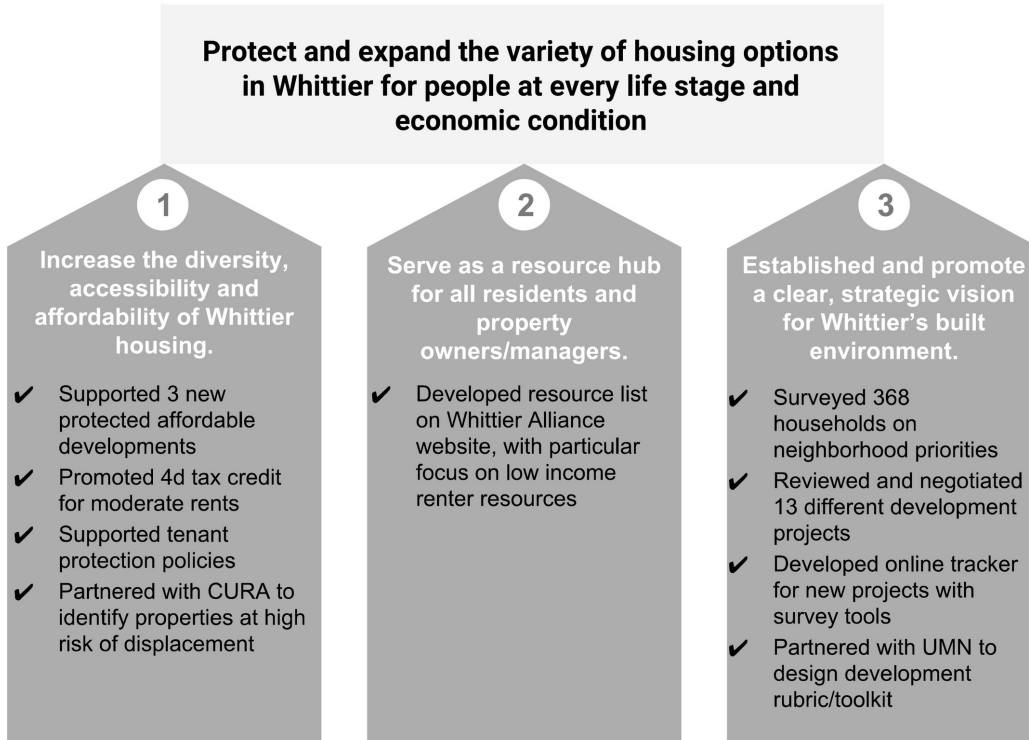 Protect and expand the variety of housing options
in Whittier for people at every life stage and
economic condition
1
Increase the diversity,
accessibility and
affordability of Whittier
housing.
✔ Supported 3 new
protected affordable
developments
✔ Promoted 4d tax credit
for moderate rents
✔ Supported tenant
protection policies
✔ Partnered with CURA to
identify properties at high
risk of displacement
2
Serve as a resource hub
for all residents and
property
owners/managers.
✔ Developed resource list
on Whittier Alliance
website, with particular
focus on low income
renter resources
3
Established and promote
a clear, strategic vision
for Whittier’s built
environment.
✔ Surveyed 368
households on
neighborhood priorities
✔ Reviewed and negotiated
13 different development
projects
✔ Developed online tracker
for new projects with
survey tools
✔ Partnered with UMN to
design development
rubric/toolkit